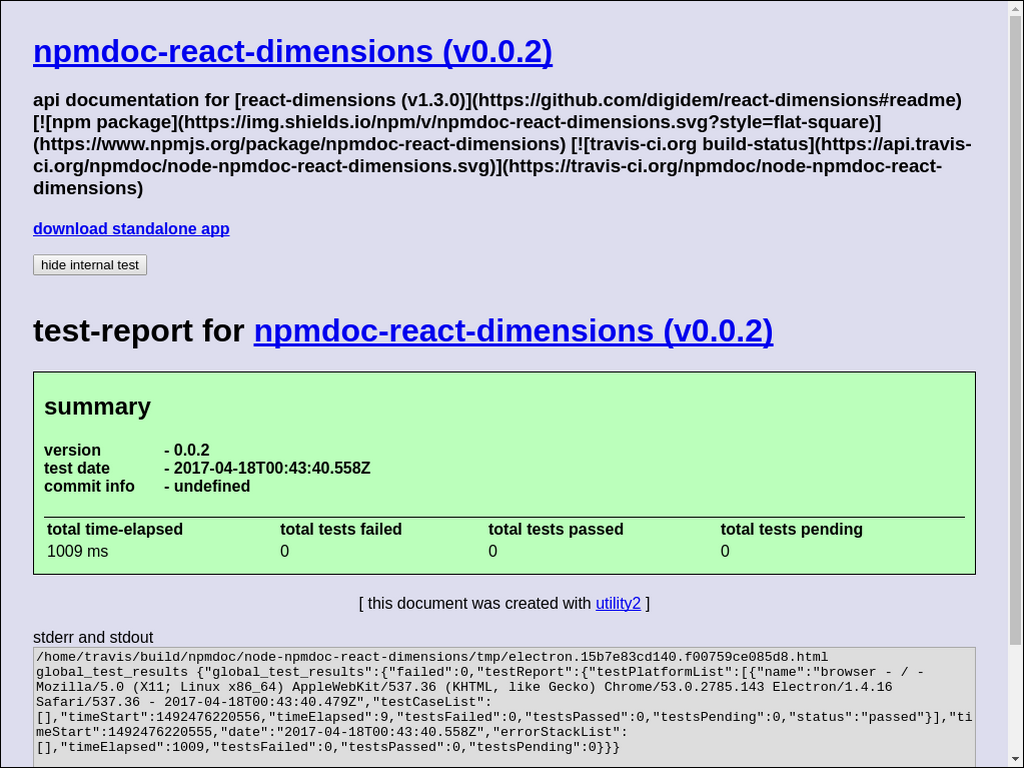 npmdoc-react-dimensions (v0.0.2)
api documentation for [react-dimensions (v1.3.0)](https://github.com/digidem/react-dimensions#readme)
[![npm package](https://img.shields.io/npm/v/npmdoc-react-dimensions.svg?style=flat-square)]
(https://www.npmjs.org/package/npmdoc-react-dimensions) [![travis-ci.org build-status](https://api.travis-
ci.org/npmdoc/node-npmdoc-react-dimensions.svg)](https://travis-ci.org/npmdoc/node-npmdoc-react-
dimensions)
download standalone app
hide internal test
test-report for npmdoc-react-dimensions (v0.0.2)
summary
version - 0.0.2
test date - 2017-04-18T00:43:40.558Z
commit info - undefined
total time-elapsed total tests failed total tests passed total tests pending
1009 ms 0 0 0
[ this document was created with utility2 ]
stderr and stdout
/home/travis/build/npmdoc/node-npmdoc-react-dimensions/tmp/electron.15b7e83cd140.f00759ce085d8.html
global_test_results {"global_test_results":{"failed":0,"testReport":{"testPlatformList":[{"name":"browser - / -
Mozilla/5.0 (X11; Linux x86_64) AppleWebKit/537.36 (KHTML, like Gecko) Chrome/53.0.2785.143 Electron/1.4.16
Safari/537.36 - 2017-04-18T00:43:40.479Z","testCaseList":
[],"timeStart":1492476220556,"timeElapsed":9,"testsFailed":0,"testsPassed":0,"testsPending":0,"status":"passed"}],"ti
meStart":1492476220555,"date":"2017-04-18T00:43:40.558Z","errorStackList":
[],"timeElapsed":1009,"testsFailed":0,"testsPassed":0,"testsPending":0}}}